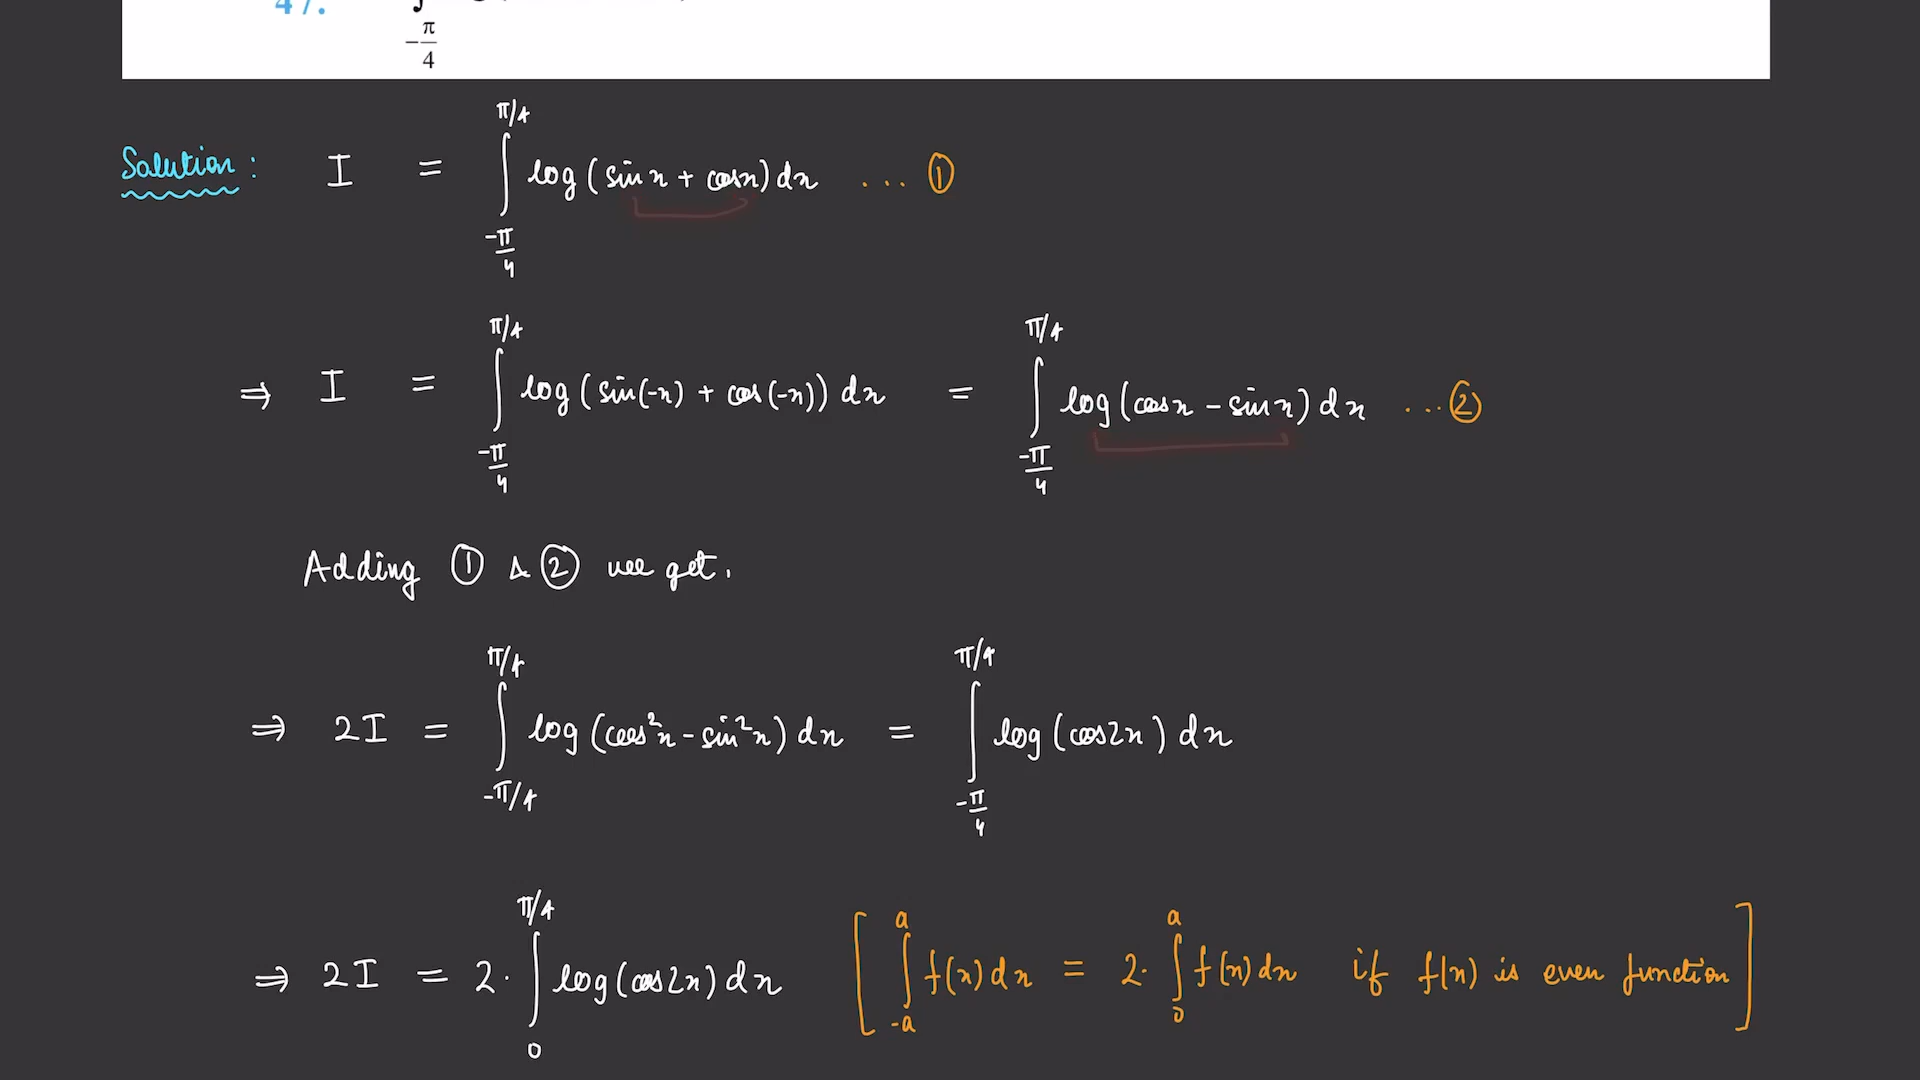 47.
-π/4
Solution : I = ∫_{-π/4}^{π/4} log (sin x + cos x) dx ... ①
⇒ I = ∫_{-π/4}^{π/4} log (sin(-x) + cos(-x)) dx = ∫_{-π/4}^{π/4} log (cos x - sin x) dx ... ②
Adding ① & ② we get.
⇒ 2I = ∫_{-π/4}^{π/4} log (cos²x - sin²x) dx = ∫_{-π/4}^{π/4} log (cos2x) dx
⇒ 2I = 2. ∫_{0}^{π/4} log (cos2x) dx [ ∫_{-a}^{a} f(x) dx = 2. ∫_{0}^{a} f(x) dx if f(x) is even function ]